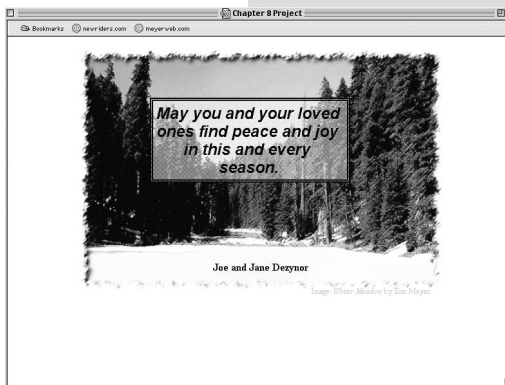 Chapter 8 Project
Bookmarks newriders.com meyerweb.com
May you and your loved
ones find peace and joy
in this and every
season.
Joe and Jane Dezynor
Image: Winter Meadow by Eric Meyer